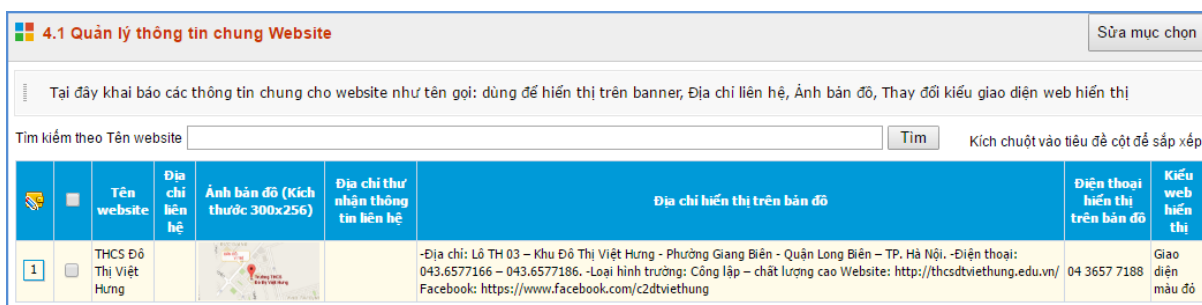 4.1 Quản lý thông tin chung Website
Sửa mục chọn
Tại đây khai báo các thông tin chung cho website như tên gọi: dùng để hiển thị trên banner, Địa chỉ liên hệ, Ảnh bản đồ, Thay đổi kiểu giao diện web hiển thị
Tìm kiếm theo Tên website
Tìm
Kích chuột vào tiêu đề cột để sắp xếp
Tên
website
Địa
chỉ
liên
hệ
Ảnh bản đồ (Kích
thước 300x256)
Địa chỉ thư
nhận thông
tin liên hệ
Địa chỉ hiển thị trên bản đồ
Điện thoại
hiển thị
trên bản đồ
Kiểu
web
hiển
thị
1
THCS Đô
Thị Việt
Hưng
-Địa chỉ: Lô TH 03 – Khu Đô Thị Việt Hưng - Phường Giang Biên - Quận Long Biên – TP. Hà Nội. -Điện thoại:
043.6577166 – 043.6577186. -Loại hình trường: Công lập – chất lượng cao Website: http://thcsdtviethung.edu.vn/
Facebook: https://www.facebook.com/c2dtviethung
04 3657 7188
Giao
diện
màu đỏ